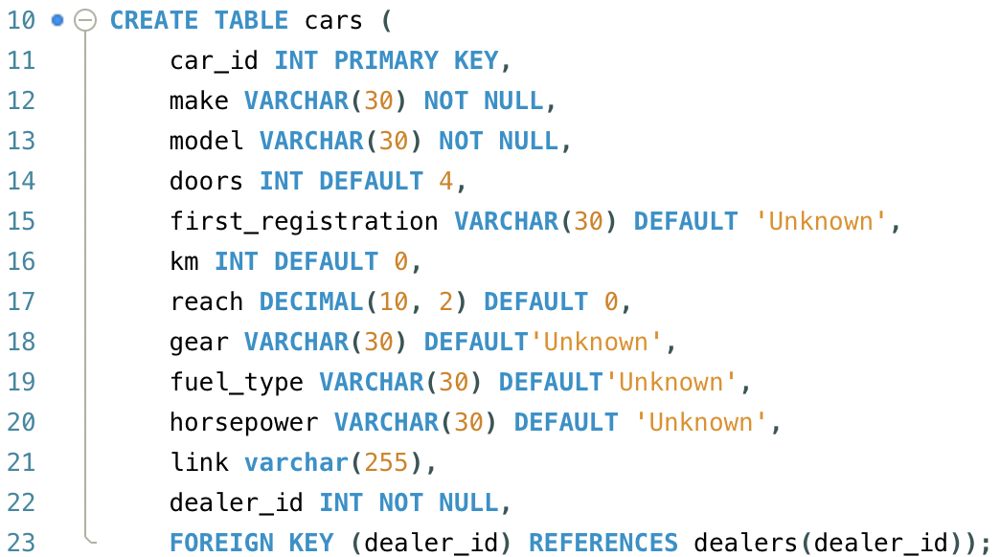 10 CREATE TABLE cars (
11 car_id INT PRIMARY KEY,
12 make VARCHAR(30) NOT NULL,
13 model VARCHAR(30) NOT NULL,
14 doors INT DEFAULT 4,
15 first_registration VARCHAR(30) DEFAULT 'Unknown',
16 km INT DEFAULT 0,
17 reach DECIMAL(10, 2) DEFAULT 0,
18 gear VARCHAR(30) DEFAULT'Unknown',
19 fuel_type VARCHAR(30) DEFAULT'Unknown',
20 horsepower VARCHAR(30) DEFAULT 'Unknown',
21 link varchar(255),
22 dealer_id INT NOT NULL,
23 FOREIGN KEY (dealer_id) REFERENCES dealers(dealer_id));